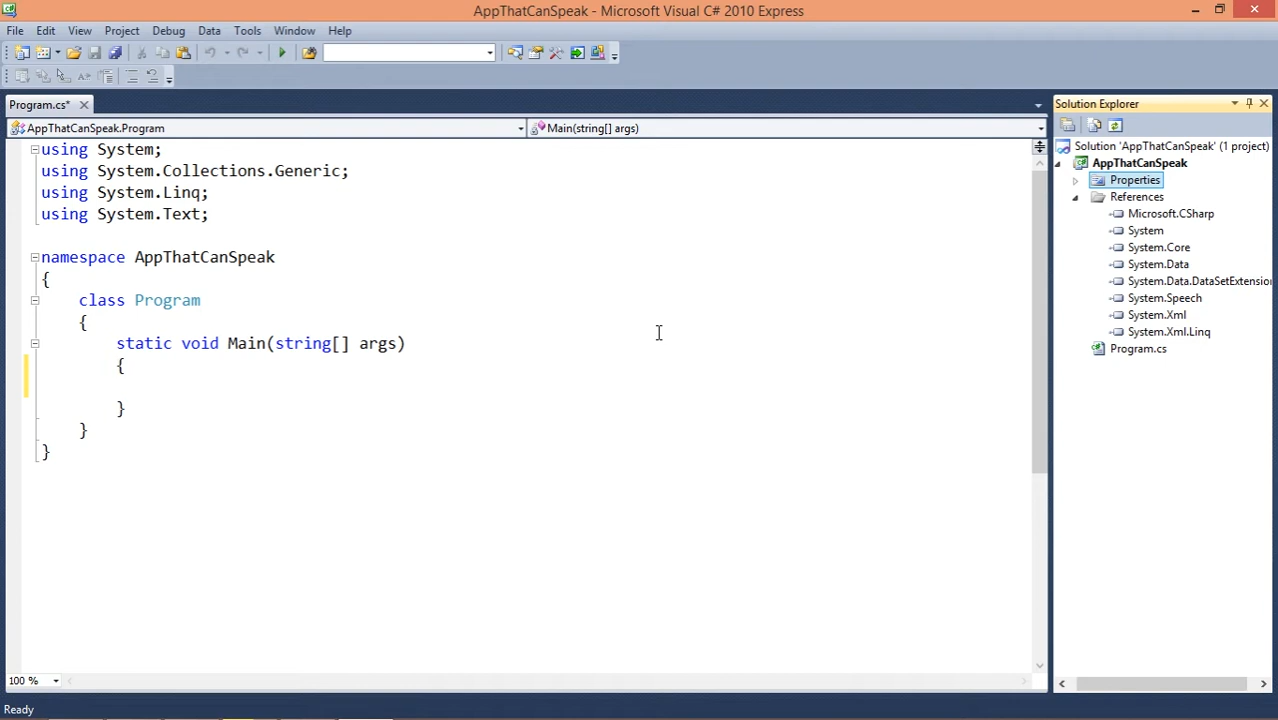 AppThatCanSpeak - Microsoft Visual C# 2010 Express
File Edit View Project Debug Data Tools Window Help
Program.cs*
AppThatCanSpeak.Program
Main(string[] args)
using System;
using System.Collections.Generic;
using System.Linq;
using System.Text;
namespace AppThatCanSpeak
{
class Program
{
static void Main(string[] args)
{
}
}
}
100 %
Ready
Solution Explorer
Solution 'AppThatCanSpeak' (1 project)
AppThatCanSpeak
Properties
References
Microsoft.CSharp
System
System.Core
System.Data
System.Data.DataSetExtensio
System.Speech
System.Xml
System.Xml.Linq
Program.cs